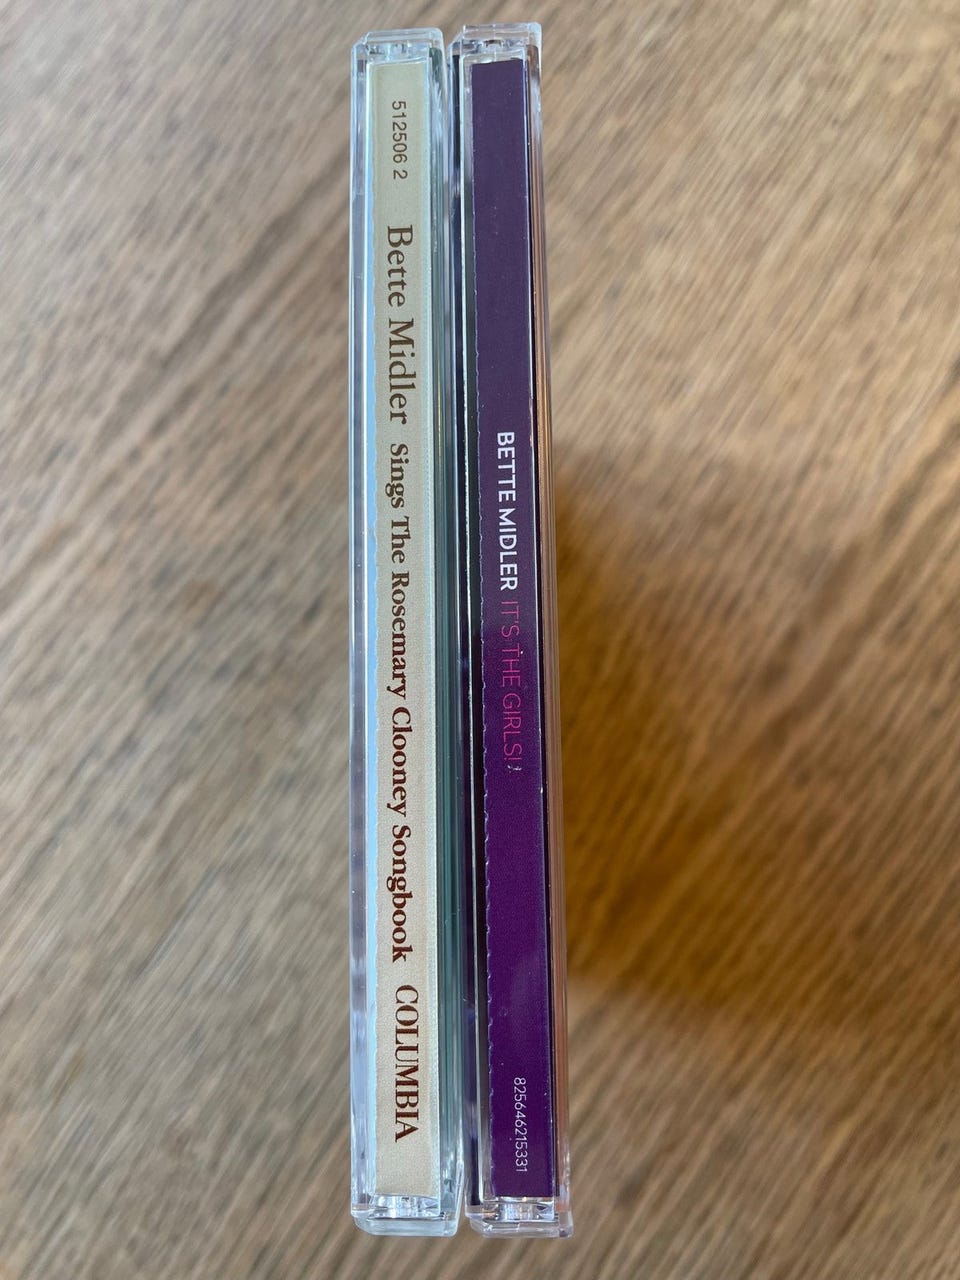 512506 2 Bette Midler Sings The Rosemary Clooney Songbook COLUMBIA
BETTE MIDLER IT'S THE GIRLS! 825646215331